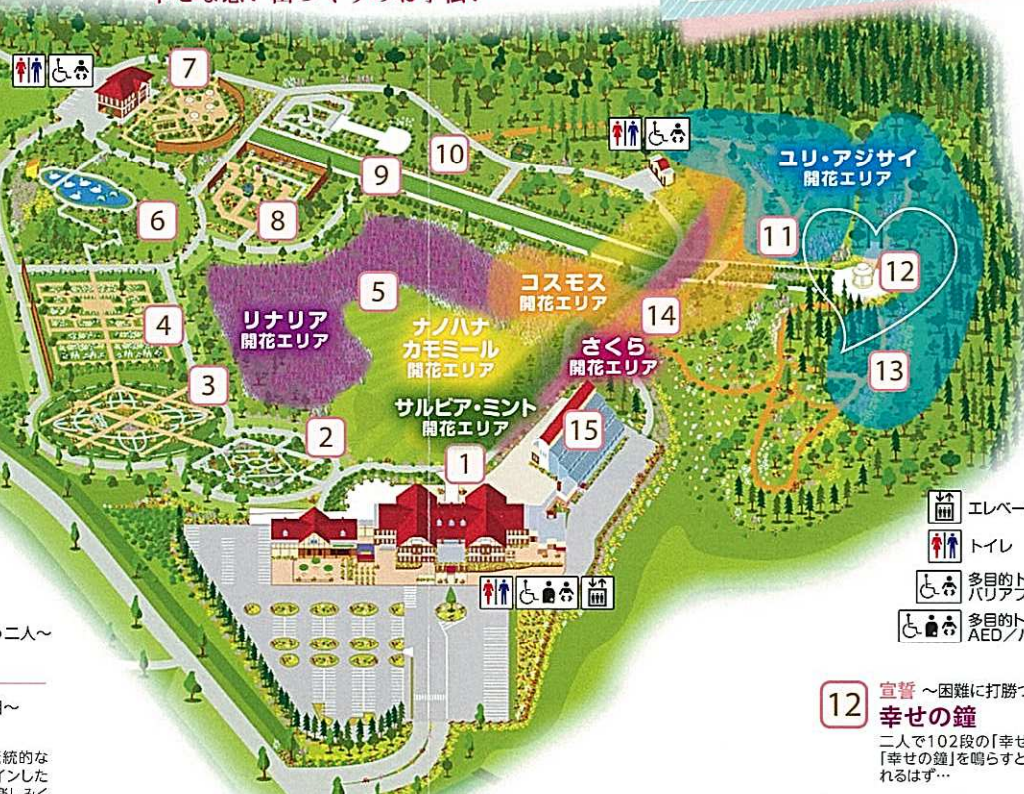 7
10
9
8
6
ユリ・アジサイ
開花エリア
11
12
5
コスモス
開花エリア
リナリア
開花エリア
ナノハナ
カモミール
開花エリア
14
さくら
開花エリア
4
3
13
サルビア・ミント
開花エリア
2
15
1
エレベー
トイレ
多目的ト
バリアフ
多目的ト
AED/
二人〜
〜
統的な
インした
12
宣誓 〜困難に打勝つ
幸せの鐘
二人で102段の「幸せ
「幸せの鐘」を鳴らすと
れるはず…